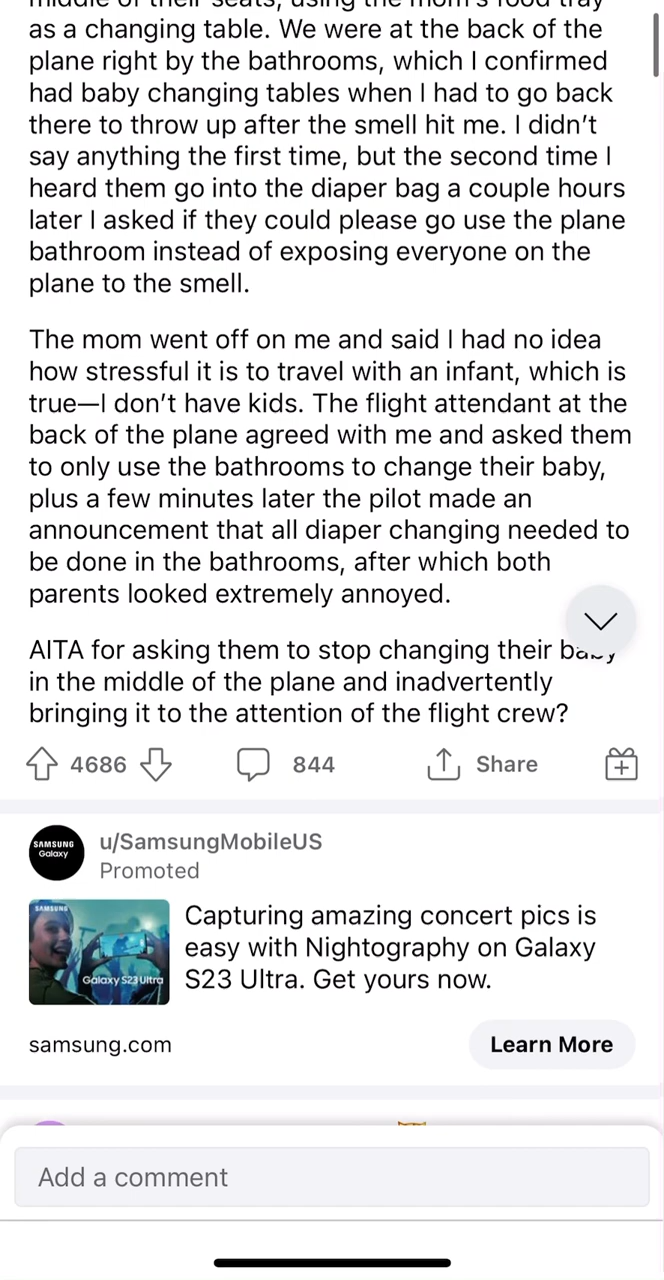 middle of their seats, using the mom's food tray
as a changing table. We were at the back of the
plane right by the bathrooms, which I confirmed
had baby changing tables when I had to go back
there to throw up after the smell hit me. I didn't
say anything the first time, but the second time I
heard them go into the diaper bag a couple hours
later I asked if they could please go use the plane
bathroom instead of exposing everyone on the
plane to the smell.
The mom went off on me and said I had no idea
how stressful it is to travel with an infant, which is
true—I don't have kids. The flight attendant at the
back of the plane agreed with me and asked them
to only use the bathrooms to change their baby,
plus a few minutes later the pilot made an
announcement that all diaper changing needed to
be done in the bathrooms, after which both
parents looked extremely annoyed.
AITA for asking them to stop changing their baby
in the middle of the plane and inadvertently
bringing it to the attention of the flight crew?
4686
844
Share
SAMSUNG
Galaxy
u/SamsungMobileUS
Promoted
SAMSUNG
Galaxy S23 Ultra
Capturing amazing concert pics is
easy with Nightography on Galaxy
S23 Ultra. Get yours now.
samsung.com
Learn More
Add a comment